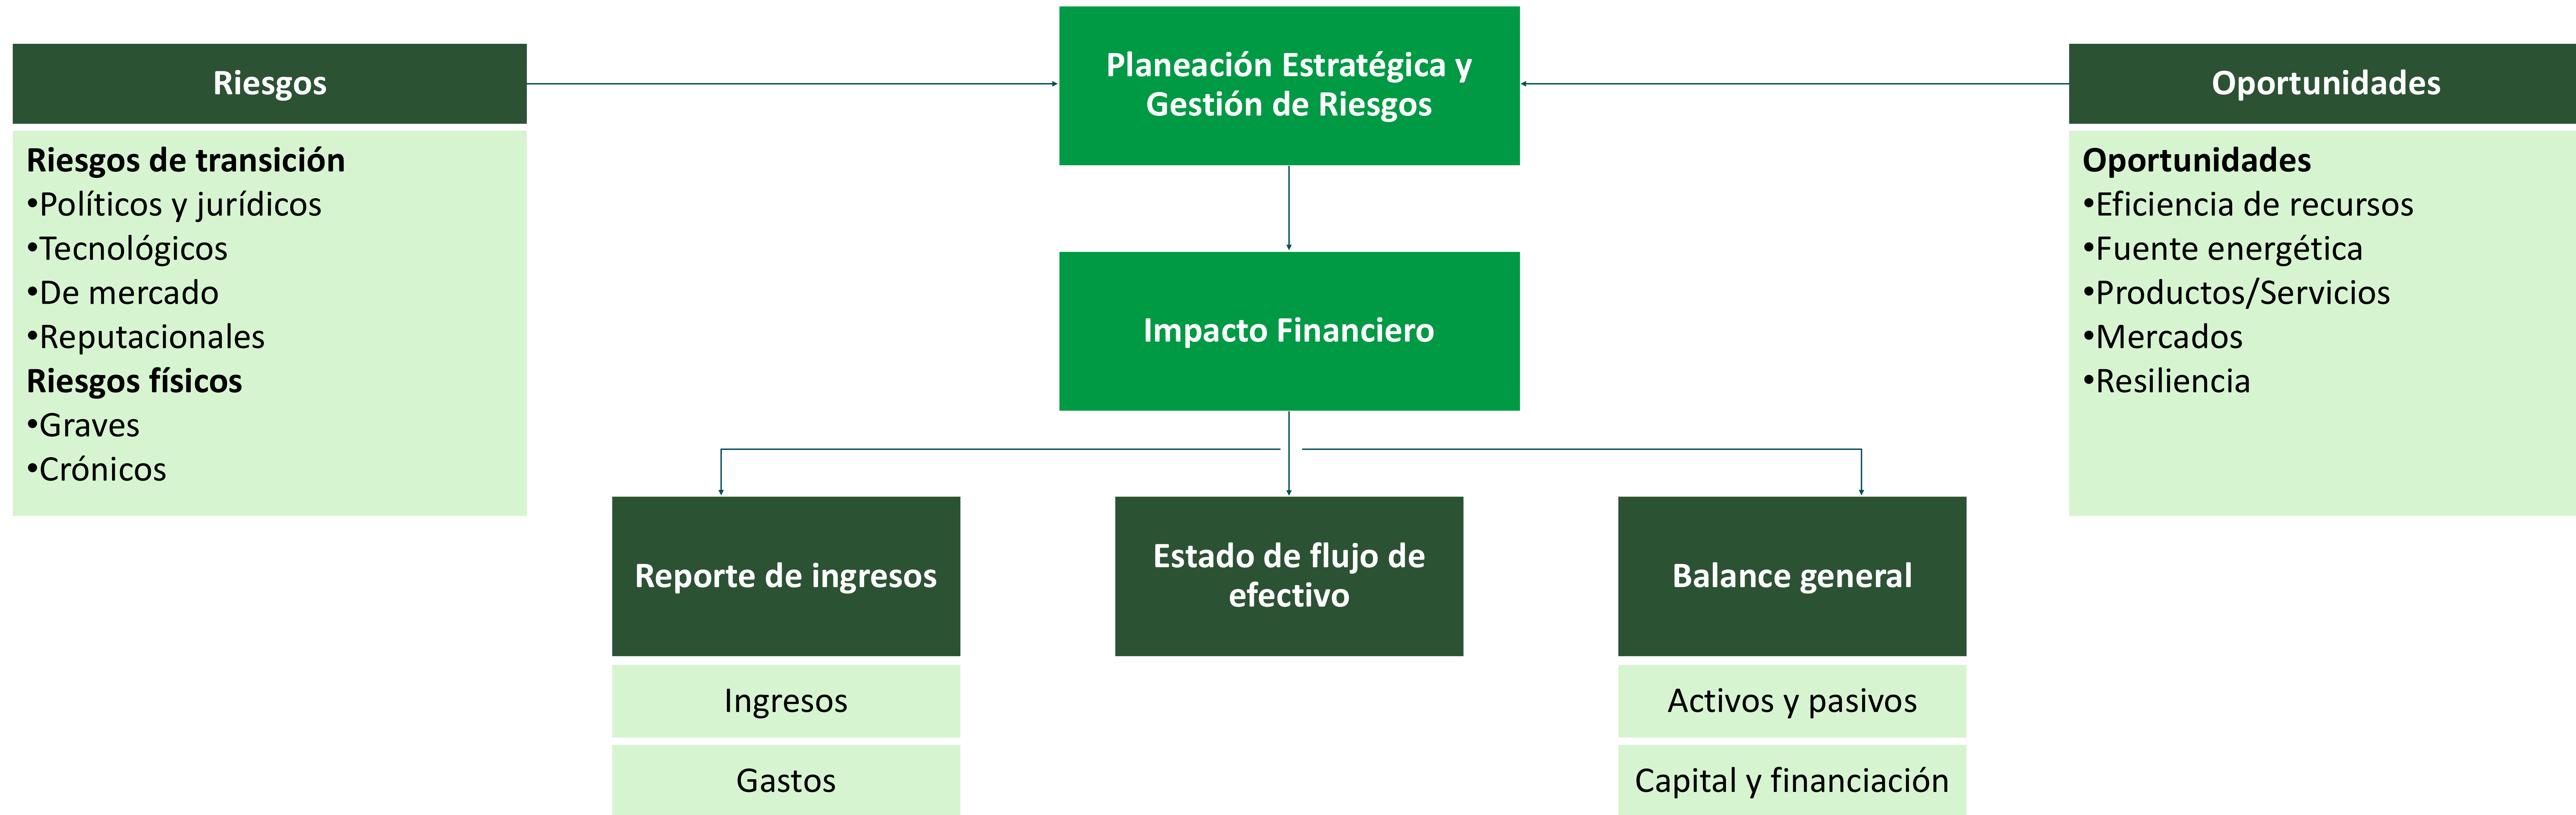 Riesgos
Riesgos de transición
•Políticos y jurídicos
•Tecnológicos
•De mercado
•Reputacionales
Riesgos físicos
•Graves
•Crónicos
Planeación Estratégica y
Gestión de Riesgos
Impacto Financiero
Oportunidades
Oportunidades
•Eficiencia de recursos
•Fuente energética
•Productos/Servicios
•Mercados
•Resiliencia
Reporte de ingresos
Ingresos
Gastos
Estado de flujo de
efectivo
Balance general
Activos y pasivos
Capital y financiación